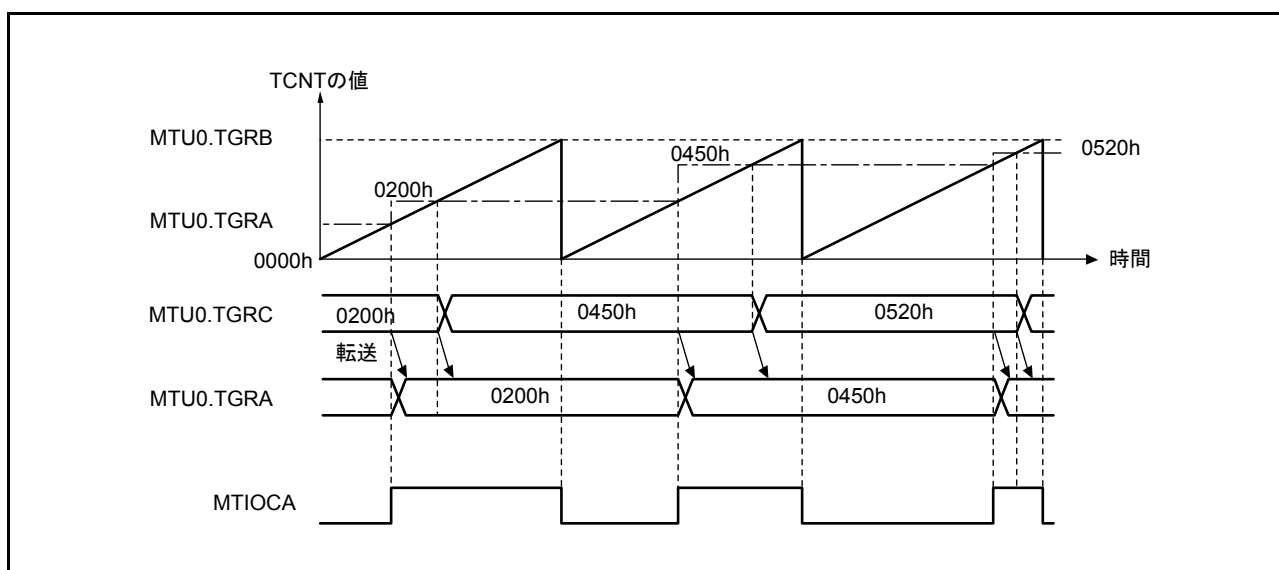 TCNTの値
MTU0.TGRB
0520h
0450h
0200h
MTU0.TGRA
0000h
時間
MTU0.TGRC
0200h
0450h
0520h
転送
MTU0.TGRA
0200h
0450h
MTIOCA